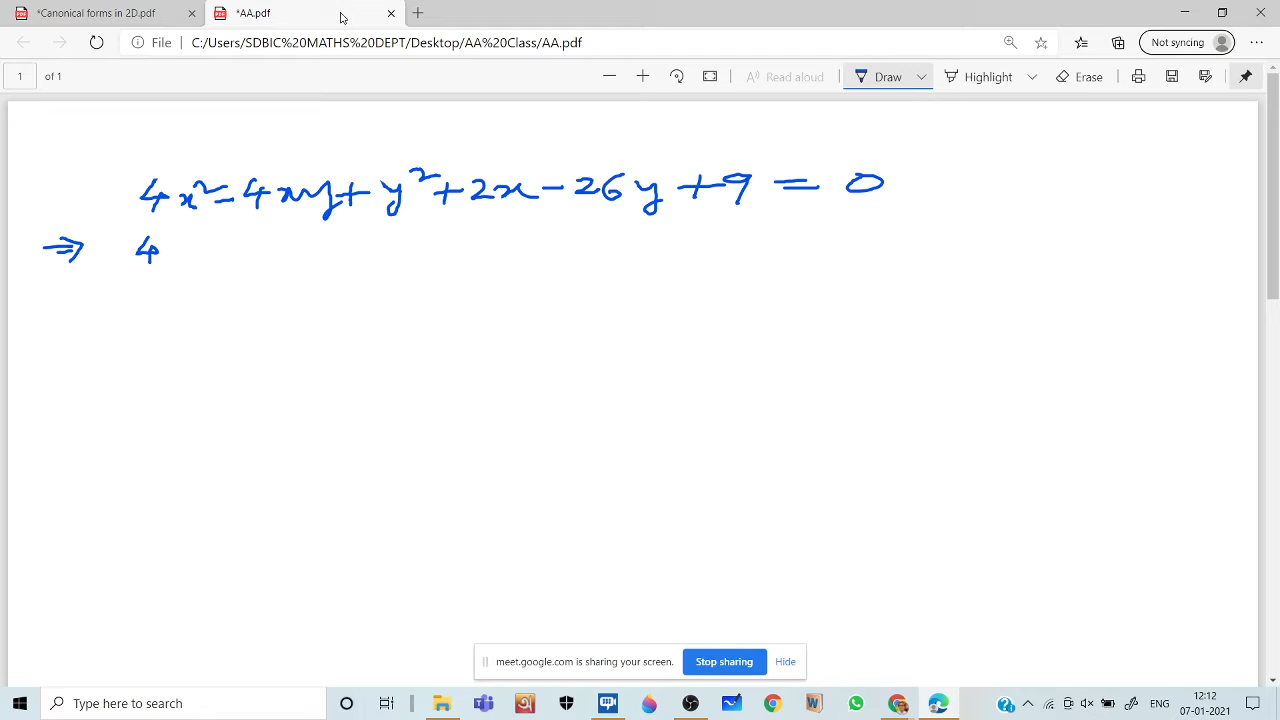 *Canonical forms in 2D.pdf
*AA.pdf
File C:/Users/SDBIC%20MATHS%20DEPT/Desktop/AA%20Class/AA.pdf
Not syncing
1 of 1
Read aloud
Draw
Highlight
Erase
4x² - 4xy + y² + 2x - 26y + 9 = 0
⇒ 4
meet.google.com is sharing your screen. Stop sharing Hide
Type here to search
ENG
12:12
07-01-2021